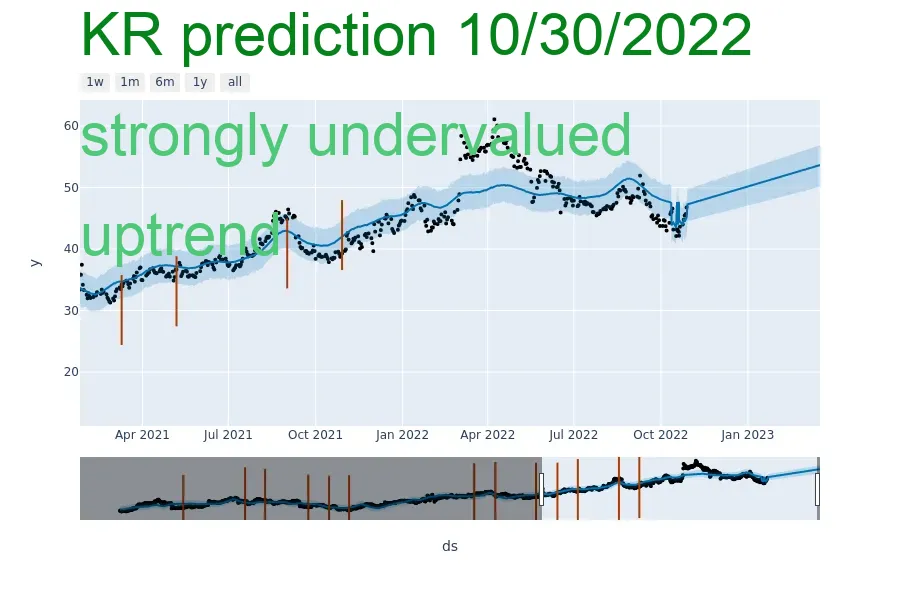 KR prediction 10/30/2022
1w 1m 6m 1y all
strongly undervalued
uptrend
60
50
40
30
20
y
Apr 2021 Jul 2021 Oct 2021 Jan 2022 Apr 2022 Jul 2022 Oct 2022 Jan 2023
ds